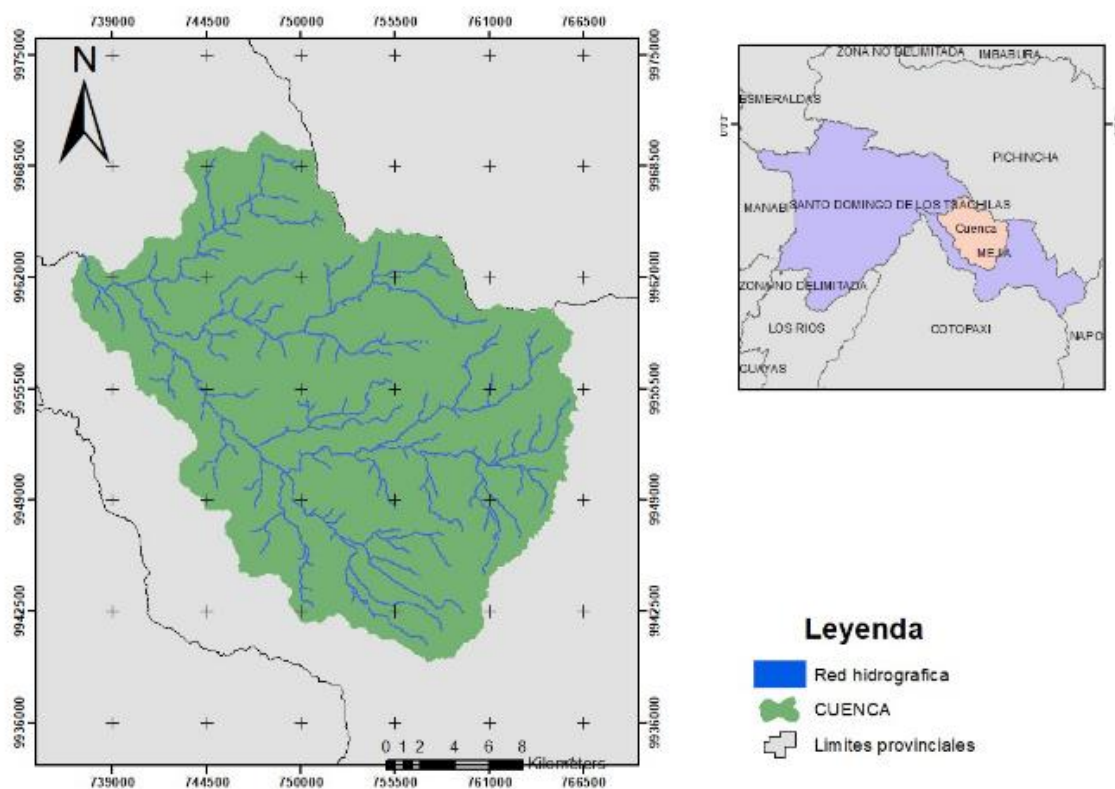 739000 744500 750000 755500 761000 766500
N
9975000 9975000
9968500 9968500
9962000 9962000
9955500 9955500
9949000 9949000
9942500 9942500
9936000 9936000
0 1 2 4 6 8
Kilometers
739000 744500 750000 755500 761000 766500
ZONA NO DELIMITADA
IMBABURA
ESMERALDAS
PICHINCHA
MANABI
SANTO DOMINGO DE LOS TSACHILAS
Cuenca
MEJIA
ZONA NO DELIMITADA
LOS RIOS
COTOPAXI
NAPO
GUAYAS
Leyenda
Red hidrografica
CUENCA
Limites provinciales